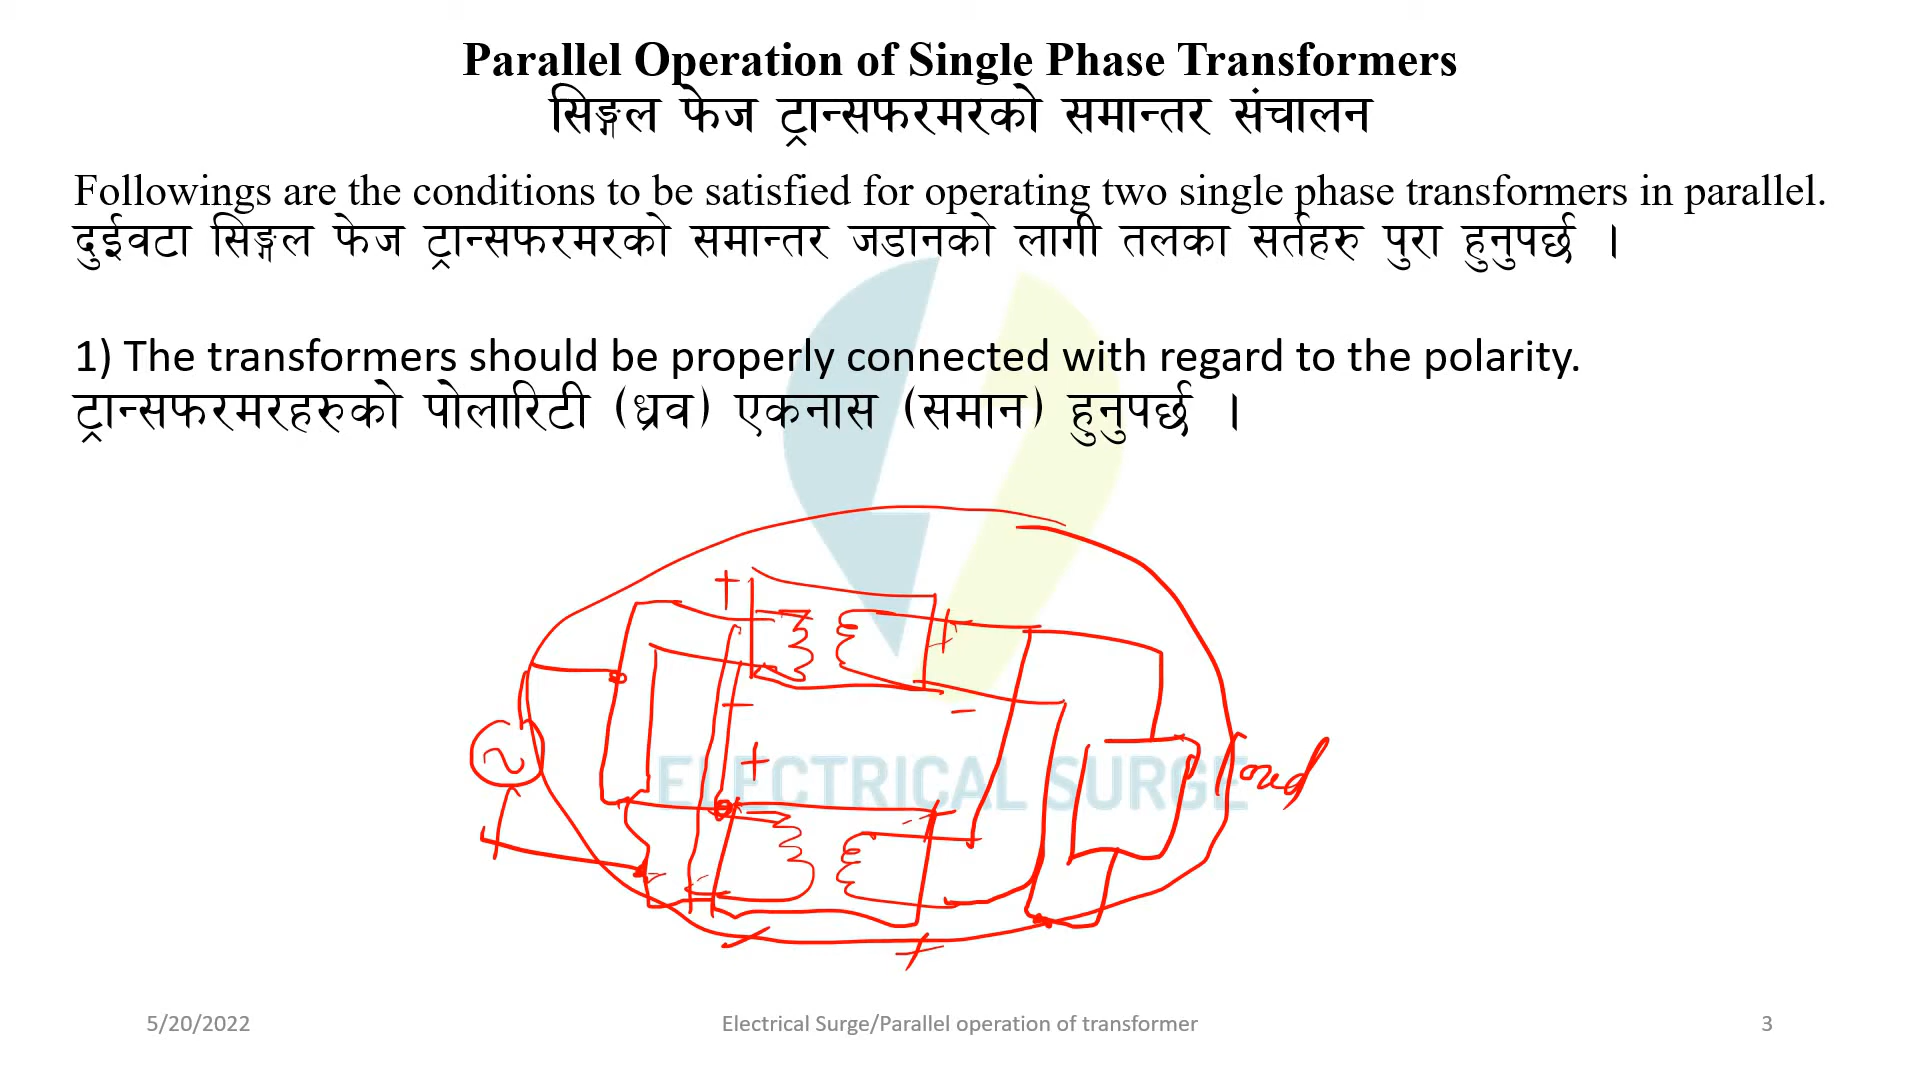 Parallel Operation of Single Phase Transformers
सिङ्गल फेज ट्रान्सफरमरको समान्तर संचालन
Followings are the conditions to be satisfied for operating two single phase transformers in parallel.
दुईवटा सिङ्गल फेज ट्रान्सफरमरको समान्तर जडानको लागी तलका सर्तहरु पुरा हुनुपर्छ ।
1) The transformers should be properly connected with regard to the polarity.
ट्रान्सफरमरहरुको पोलारिटी (ध्रुव) एकनास (समान) हुनुपर्छ ।
+
+
-
-
+
-
ELECTRICAL SURGE
load
-
+
5/20/2022
Electrical Surge/Parallel operation of transformer
3